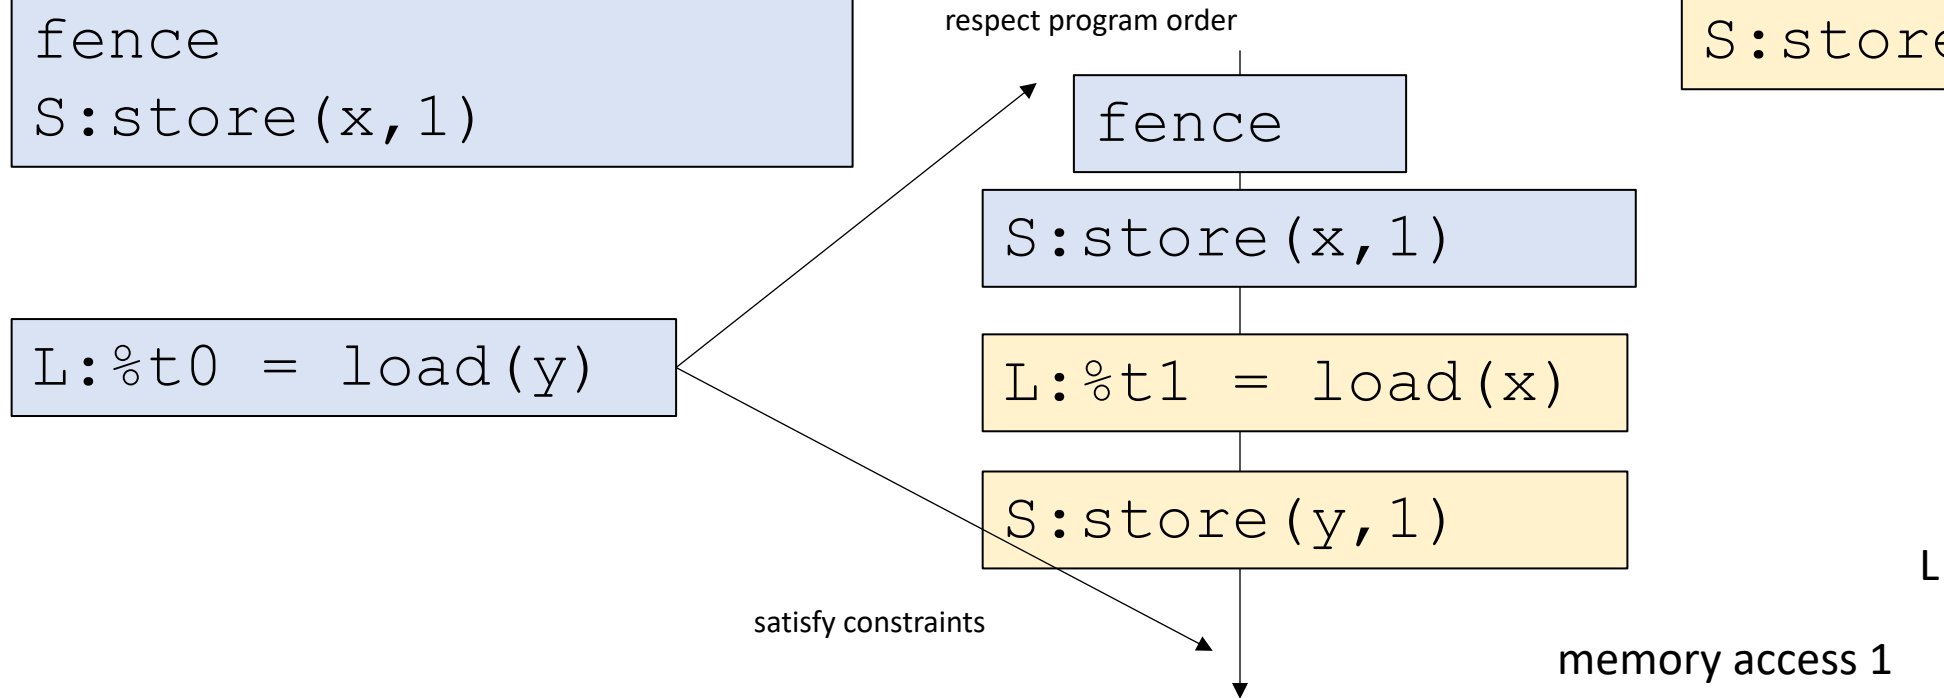 fence
S:store(x,1)
L:%t0 = load(y)
respect program order
fence
S:store(x,1)
L:%t1 = load(x)
S:store(y,1)
satisfy constraints
S:store
L
memory access 1